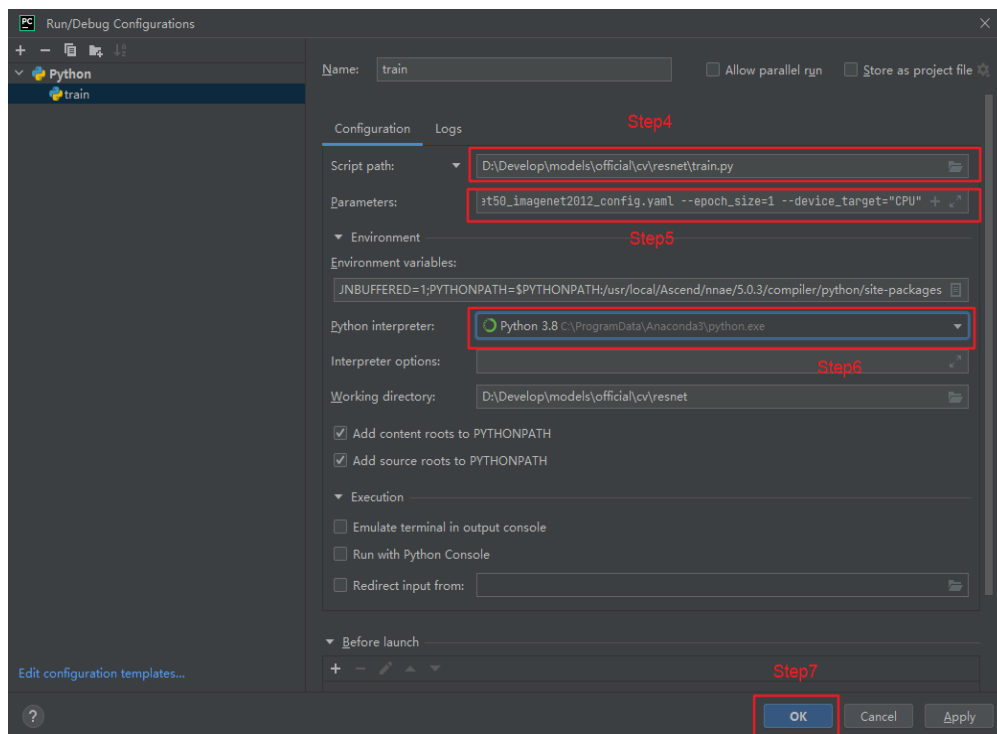 PC Run/Debug Configurations
Python
train
Name: train
Allow parallel run
Store as project file
Step4
Configuration Logs
Script path: D:\Develop\models\official\cv\resnet\train.py
Parameters: et50_imagenet2012_config.yaml --epoch_size=1 --device_target="CPU"
Step5
Environment
Environment variables:
JNBUFFERED=1;PYTHONPATH=$PYTHONPATH:/usr/local/Ascend/nnae/5.0.3/compiler/python/site-packages
Python interpreter: Python 3.8 C:\ProgramData\Anaconda3\python.exe
Interpreter options:
Step6
Working directory: D:\Develop\models\official\cv\resnet
Add content roots to PYTHONPATH
Add source roots to PYTHONPATH
Execution
Emulate terminal in output console
Run with Python Console
Redirect input from:
Before launch
Edit configuration templates...
Step7
? OK Cancel Apply